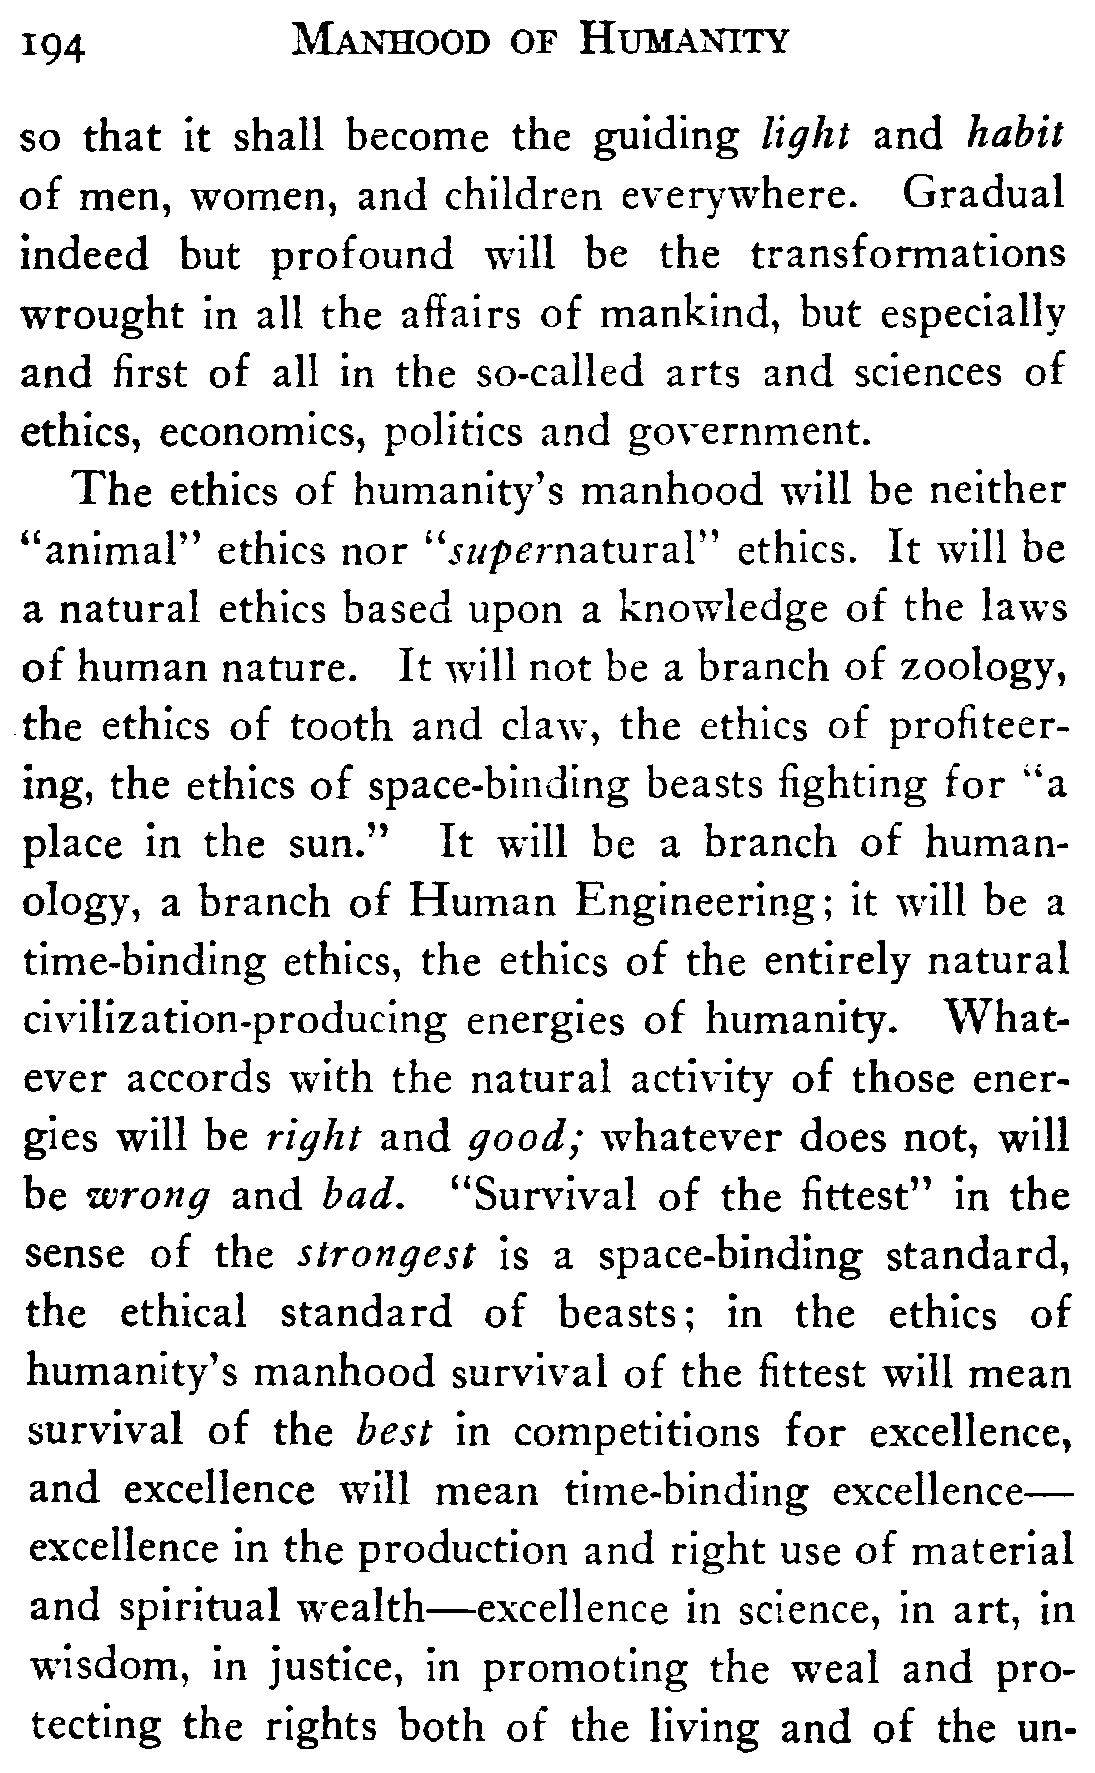 194 MANHOOD OF HUMANITY
so that it shall become the guiding light and habit
of men, women, and children everywhere. Gradual
indeed but profound will be the transformations
wrought in all the affairs of mankind, but especially
and first of all in the so-called arts and sciences of
ethics, economics, politics and government.
The ethics of humanity's manhood will be neither
"animal" ethics nor "supernatural" ethics. It will be
a natural ethics based upon a knowledge of the laws
of human nature. It will not be a branch of zoology,
the ethics of tooth and claw, the ethics of profiteer-
ing, the ethics of space-binding beasts fighting for "a
place in the sun." It will be a branch of human-
ology, a branch of Human Engineering; it will be a
time-binding ethics, the ethics of the entirely natural
civilization-producing energies of humanity. What-
ever accords with the natural activity of those ener-
gies will be right and good; whatever does not, will
be wrong and bad. "Survival of the fittest" in the
sense of the strongest is a space-binding standard,
the ethical standard of beasts; in the ethics of
humanity's manhood survival of the fittest will mean
survival of the best in competitions for excellence,
and excellence will mean time-binding excellence—
excellence in the production and right use of material
and spiritual wealth—excellence in science, in art, in
wisdom, in justice, in promoting the weal and pro-
tecting the rights both of the living and of the un-